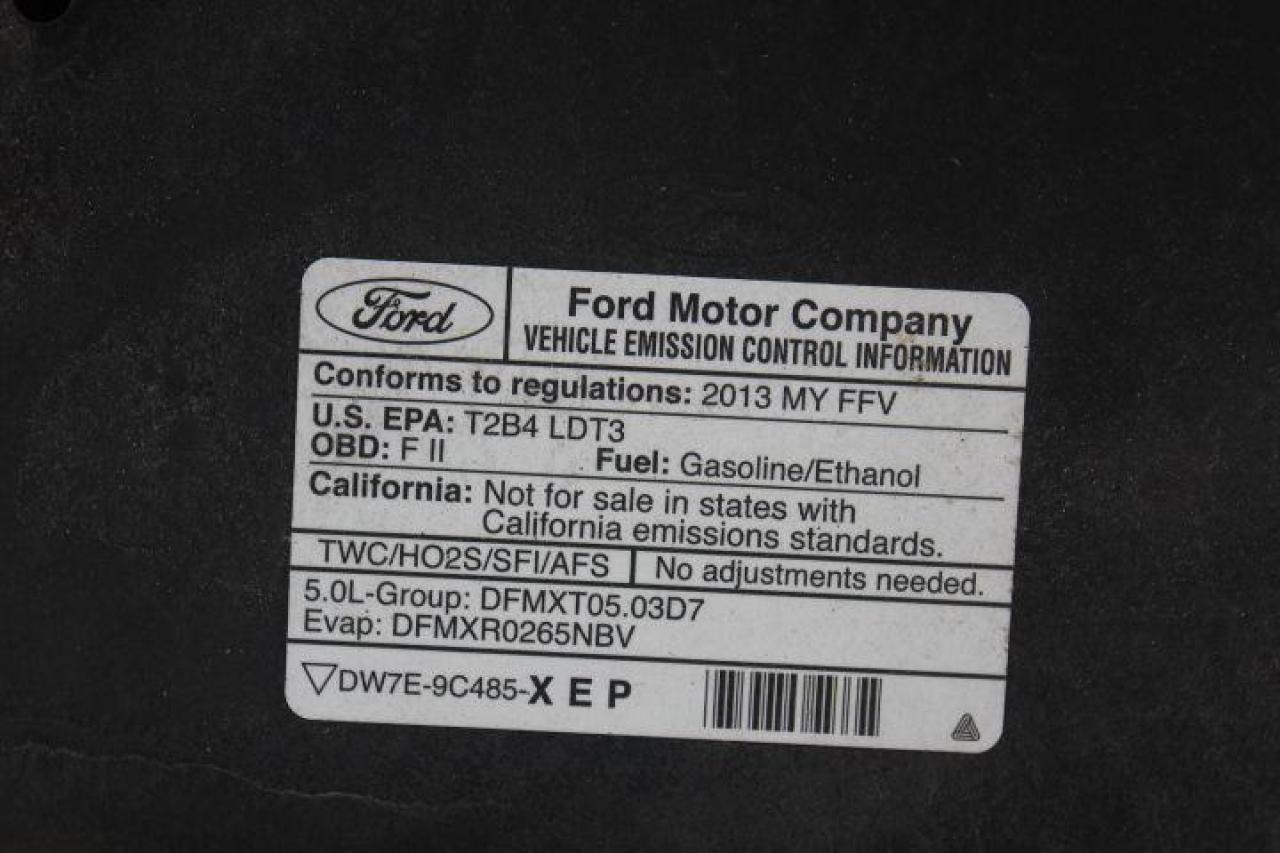 Ford
Ford Motor Company
VEHICLE EMISSION CONTROL INFORMATION
Conforms to regulations: 2013 MY FFV
U.S. EPA: T2B4 LDT3
OBD: F II Fuel: Gasoline/Ethanol
California: Not for sale in states with
California emissions standards.
TWC/HO2S/SFI/AFS No adjustments needed.
5.0L-Group: DFMXT05.03D7
Evap: DFMXR0265NBV
DW7E-9C485-X E P